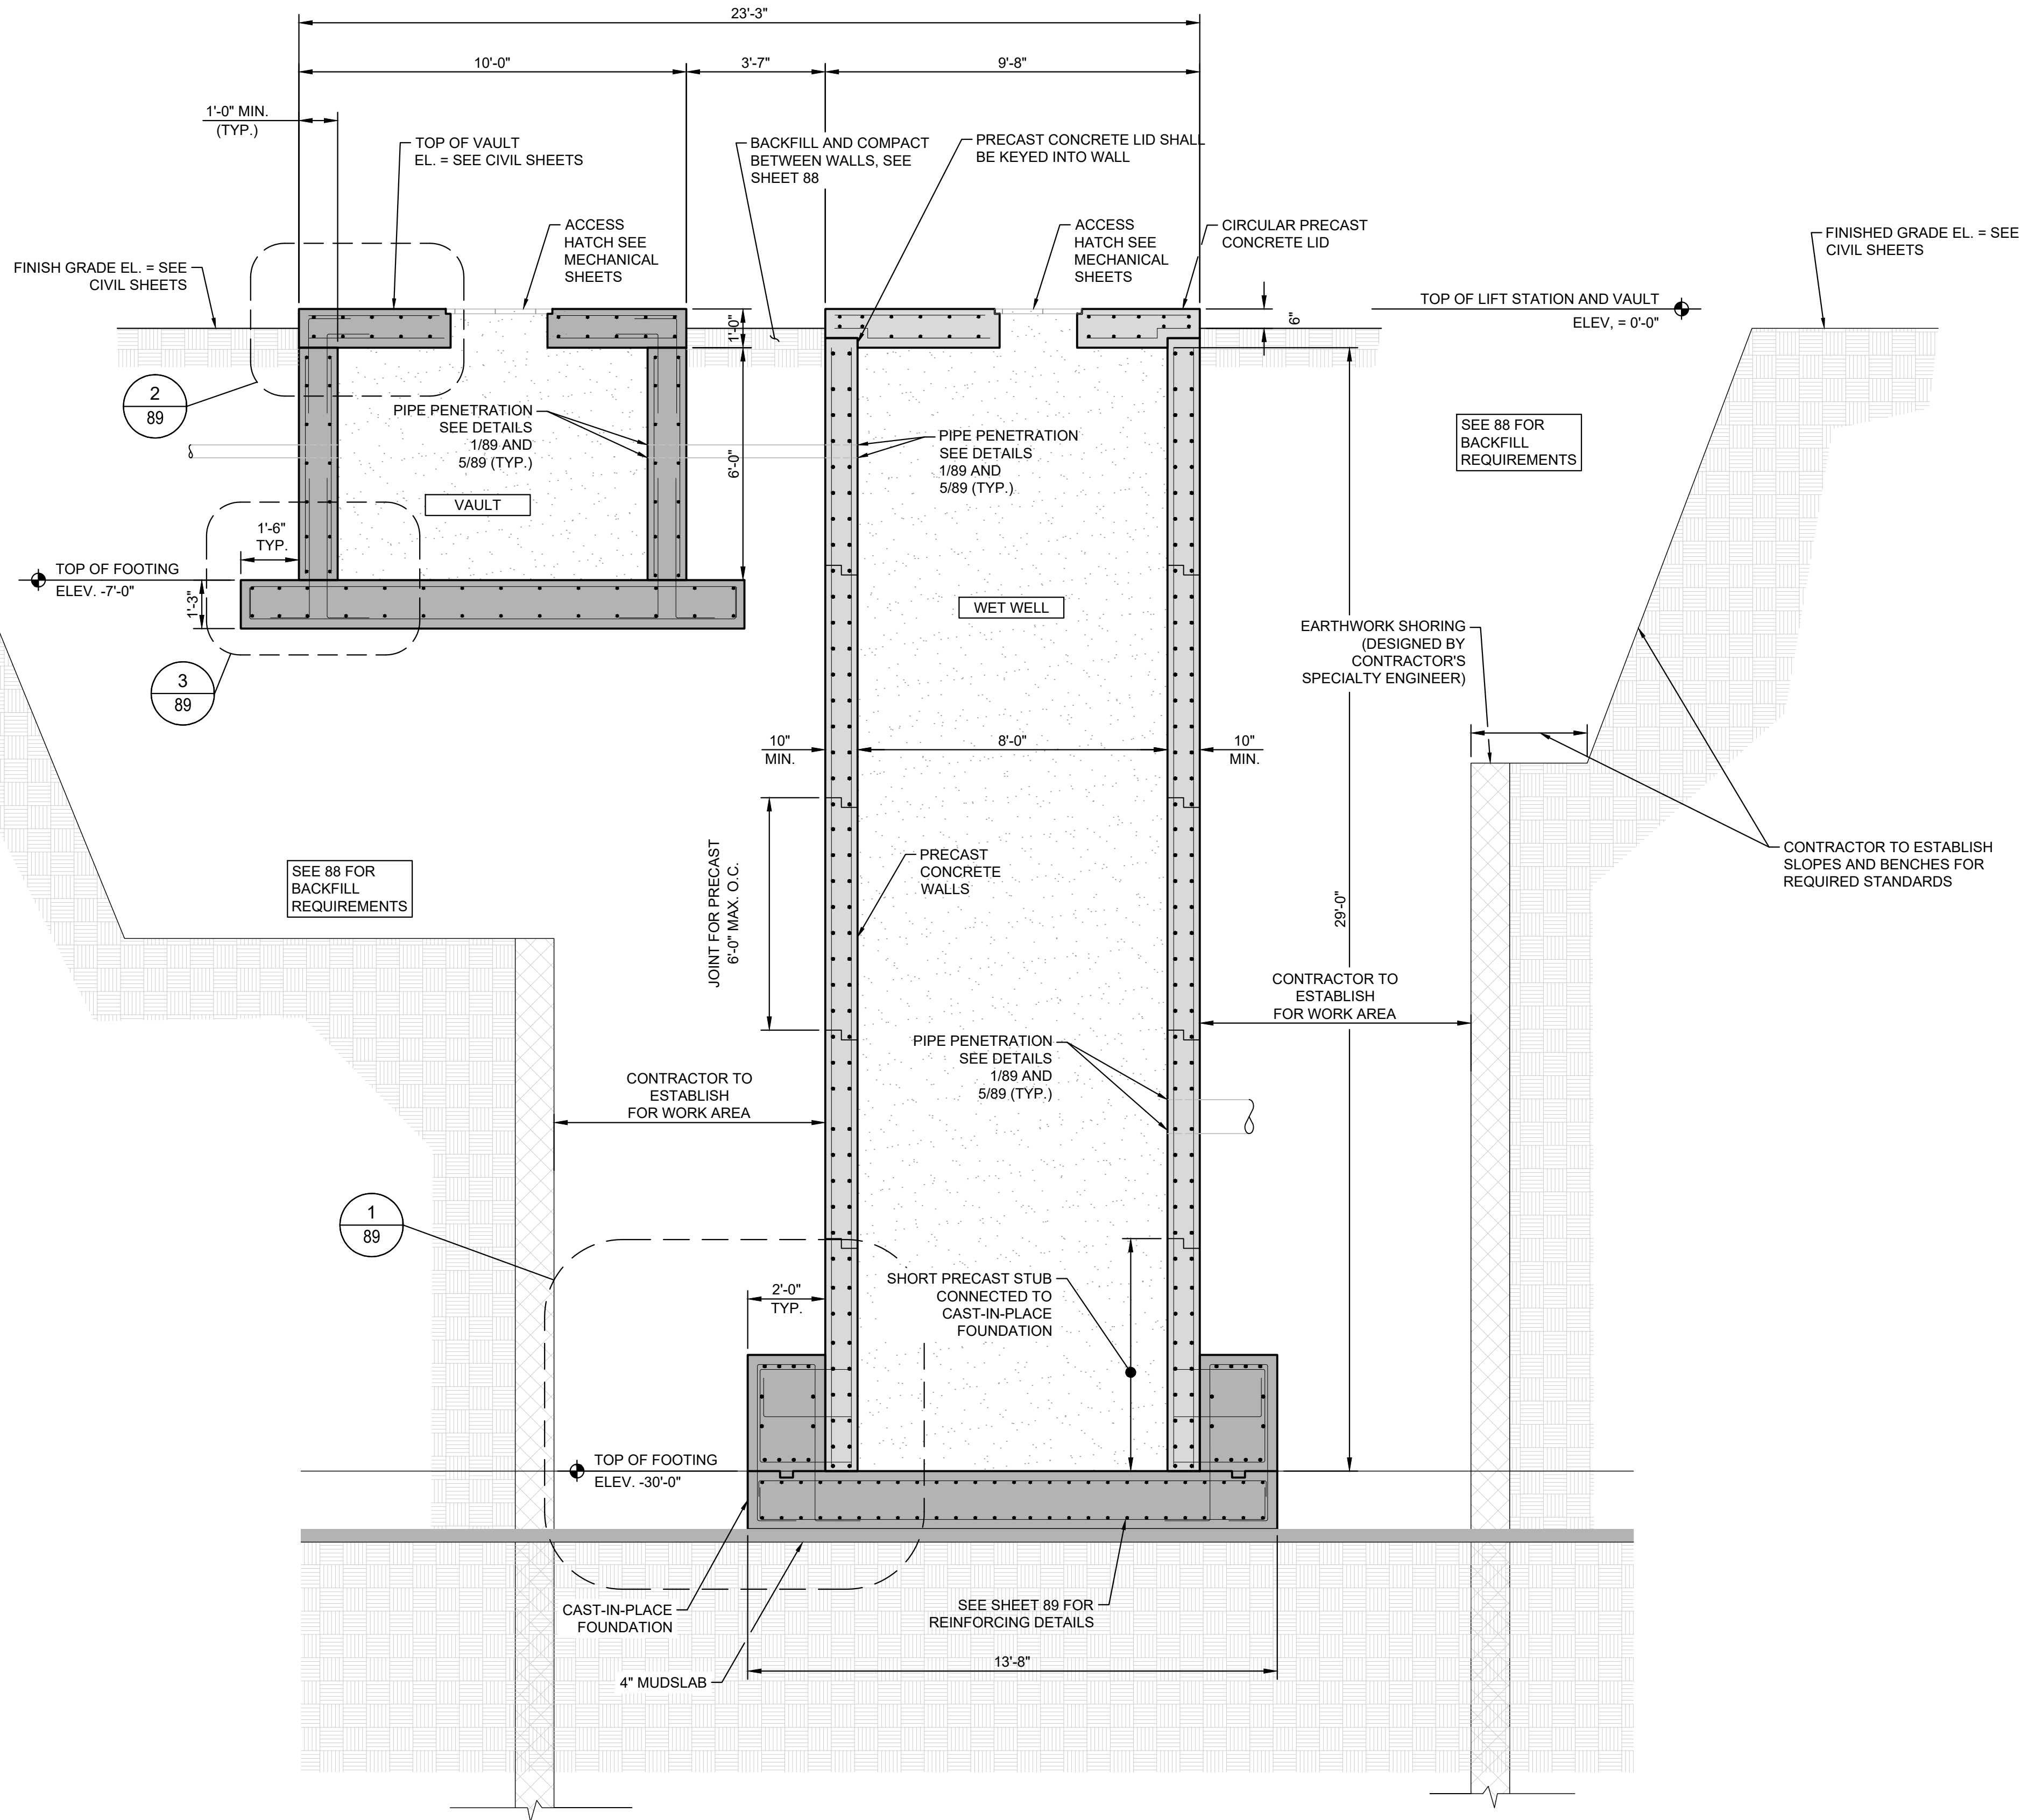 23'-3"
10'-0"
3'-7"
9'-8"
1'-0" MIN.
(TYP.)
TOP OF VAULT
EL. = SEE CIVIL SHEETS
BACKFILL AND COMPACT
BETWEEN WALLS, SEE
SHEET 88
PRECAST CONCRETE LID SHALL
BE KEYED INTO WALL
ACCESS
HATCH SEE
MECHANICAL
SHEETS
ACCESS
HATCH SEE
MECHANICAL
SHEETS
CIRCULAR PRECAST
CONCRETE LID
FINISHED GRADE EL. = SEE
CIVIL SHEETS
FINISH GRADE EL. = SEE
CIVIL SHEETS
TOP OF LIFT STATION AND VAULT
ELEV, = 0'-0"
1'-0"
6"
2
89
PIPE PENETRATION
SEE DETAILS
1/89 AND
5/89 (TYP.)
PIPE PENETRATION
SEE DETAILS
1/89 AND
5/89 (TYP.)
SEE 88 FOR
BACKFILL
REQUIREMENTS
6'-0"
VAULT
1'-6"
TYP.
TOP OF FOOTING
ELEV. -7'-0"
1'-3"
WET WELL
3
89
EARTHWORK SHORING
(DESIGNED BY
CONTRACTOR'S
SPECIALTY ENGINEER)
10"
MIN.
8'-0"
10"
MIN.
JOINT FOR PRECAST
6'-0" MAX. O.C.
PRECAST
CONCRETE
WALLS
CONTRACTOR TO ESTABLISH
SLOPES AND BENCHES FOR
REQUIRED STANDARDS
SEE 88 FOR
BACKFILL
REQUIREMENTS
29'-0"
CONTRACTOR TO
ESTABLISH
FOR WORK AREA
PIPE PENETRATION
SEE DETAILS
1/89 AND
5/89 (TYP.)
CONTRACTOR TO
ESTABLISH
FOR WORK AREA
1
89
SHORT PRECAST STUB
CONNECTED TO
CAST-IN-PLACE
FOUNDATION
2'-0"
TYP.
TOP OF FOOTING
ELEV. -30'-0"
CAST-IN-PLACE
FOUNDATION
SEE SHEET 89 FOR
REINFORCING DETAILS
13'-8"
4" MUDSLAB